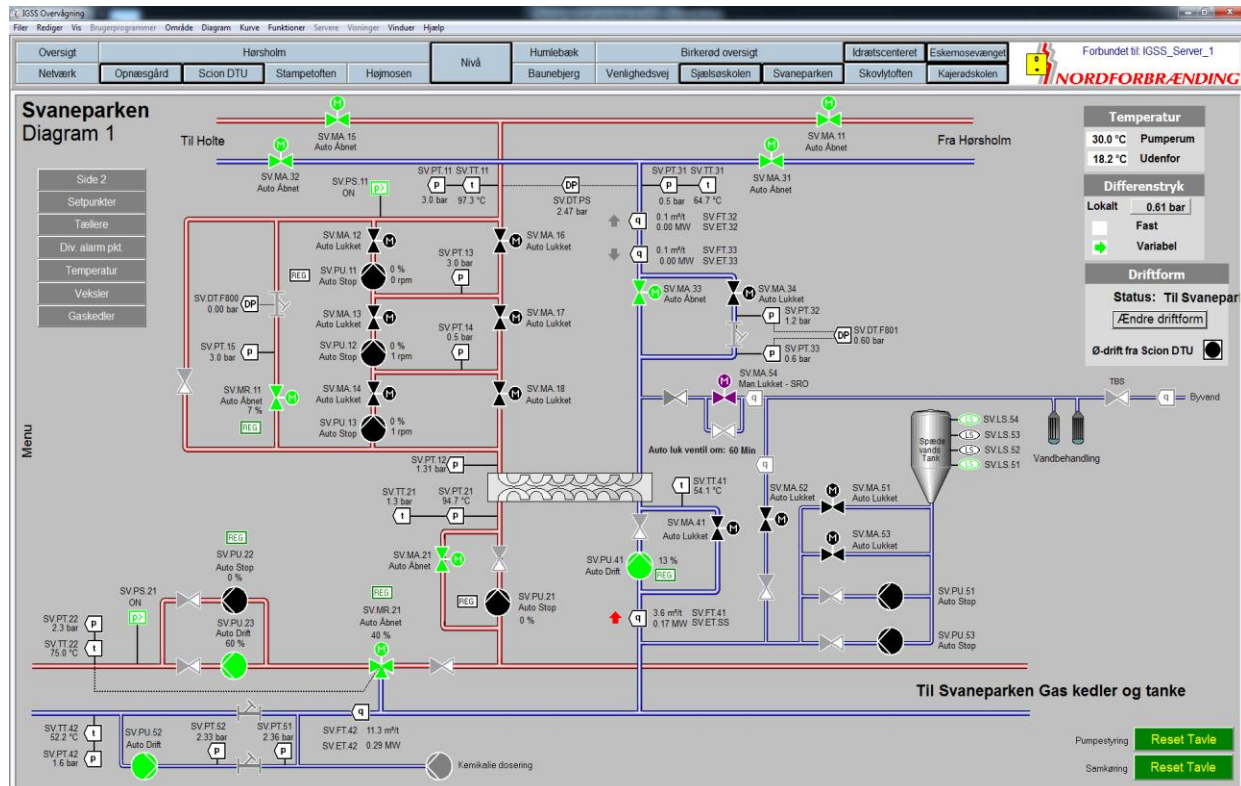 IGSS Overvågning
Filer Rediger Vis Brugerprogrammer Område Diagram Kurve Funktioner Servere Visninger Vinduer Hjælp
Oversigt Hørsholm Nivå Humlebæk Birkerød oversigt Idrætscenteret Eskemosevænget
Netværk Opnæsgård Scion DTU Stampetoften Højmosen Baunebjerg Venlighedsvej Sjælsøskolen Svaneparken Skovlytoften Kajerødskolen
Forbundet til: IGSS_Server_1
NORDFORBRÆNDING
Svaneparken
Diagram 1
Til Holte
Fra Hørsholm
Side 2
Setpunkter
Tællere
Div. alarm pkt.
Temperatur
Veksler
Gaskedler
Menu
SV.MA.15
Auto Åbnet
SV.MA.11
Auto Åbnet
SV.MA.32
Auto Åbnet
SV.MA.31
Auto Åbnet
SV.PS.11
ON
P>
SV.PT.11 SV.TT.11
P t
3.0 bar 97.3 °C
DP
SV.DT.PS
2.47 bar
SV.PT.31 SV.TT.31
P t
0.5 bar 64.7 °C
q
0.1 m³/t SV.FT.32
0.00 MW SV.ET.32
q
0.1 m³/t SV.FT.33
0.00 MW SV.ET.33
SV.MA.12
Auto Lukket
M
SV.MA.16
Auto Lukket
M
REG
SV.PU.11
Auto Stop
0 %
0 rpm
SV.PT.13
3.0 bar
P
SV.DT.F800
0.00 bar
DP
SV.MA.13
Auto Lukket
M
SV.MA.17
Auto Lukket
M
SV.PU.12
Auto Stop
0 %
1 rpm
SV.PT.14
0.5 bar
P
SV.PT.15
3.0 bar
P
SV.MR.11
Auto Åbnet
7 %
M
REG
SV.MA.14
Auto Lukket
M
SV.MA.18
Auto Lukket
M
SV.PU.13
Auto Stop
0 %
1 rpm
SV.MA.33
Auto Åbnet
M
SV.MA.34
Auto Lukket
M
SV.PT.32
1.2 bar
P
DP
SV.DT.F801
0.60 bar
SV.PT.33
0.6 bar
P
SV.MA.54
Man.Lukket - SRO
M
q
Auto luk ventil om: 60 Min
q
TBS
q
Byvand
Spæde
vands
Tank
LS SV.LS.54
LS SV.LS.53
LS SV.LS.52
LS SV.LS.51
Vandbehandling
SV.PT.12
1.31 bar
P
SV.TT.21
1.3 bar
t
SV.PT.21
94.7 °C
P
SV.TT.41
54.1 °C
t
SV.MA.52
Auto Lukket
M
SV.MA.51
Auto Lukket
M
SV.MA.53
Auto Lukket
M
SV.MA.41
Auto Lukket
M
SV.MA.21
Auto Åbnet
M
REG
SV.PU.21
Auto Stop
0 %
SV.PU.41
Auto Drift
13 %
REG
SV.PU.51
Auto Stop
SV.PU.53
Auto Stop
q
3.6 m³/t SV.FT.41
0.17 MW SV.ET.SS
REG
SV.PU.22
Auto Stop
0 %
SV.PS.21
ON
P>
SV.PU.23
Auto Drift
60 %
REG
SV.MR.21
Auto Åbnet
40 %
M
SV.PT.22
2.3 bar
P
SV.TT.22
75.0 °C
t
Til Svaneparken Gas kedler og tanke
q
SV.TT.42
52.2 °C
t
SV.PT.42
1.6 bar
P
SV.PU.52
Auto Drift
SV.PT.52
2.33 bar
P
SV.PT.51
2.36 bar
P
SV.FT.42 11.3 m³/t
SV.ET.42 0.29 MW
Kemikalie dosering
Temperatur
30.0 °C Pumperum
18.2 °C Udenfor
Differenstryk
Lokalt 0.61 bar
Fast
Variabel
Driftform
Status: Til Svanepar
Ændre driftform
Ø-drift fra Scion DTU
Pumpestyring Reset Tavle
Samkøring Reset Tavle